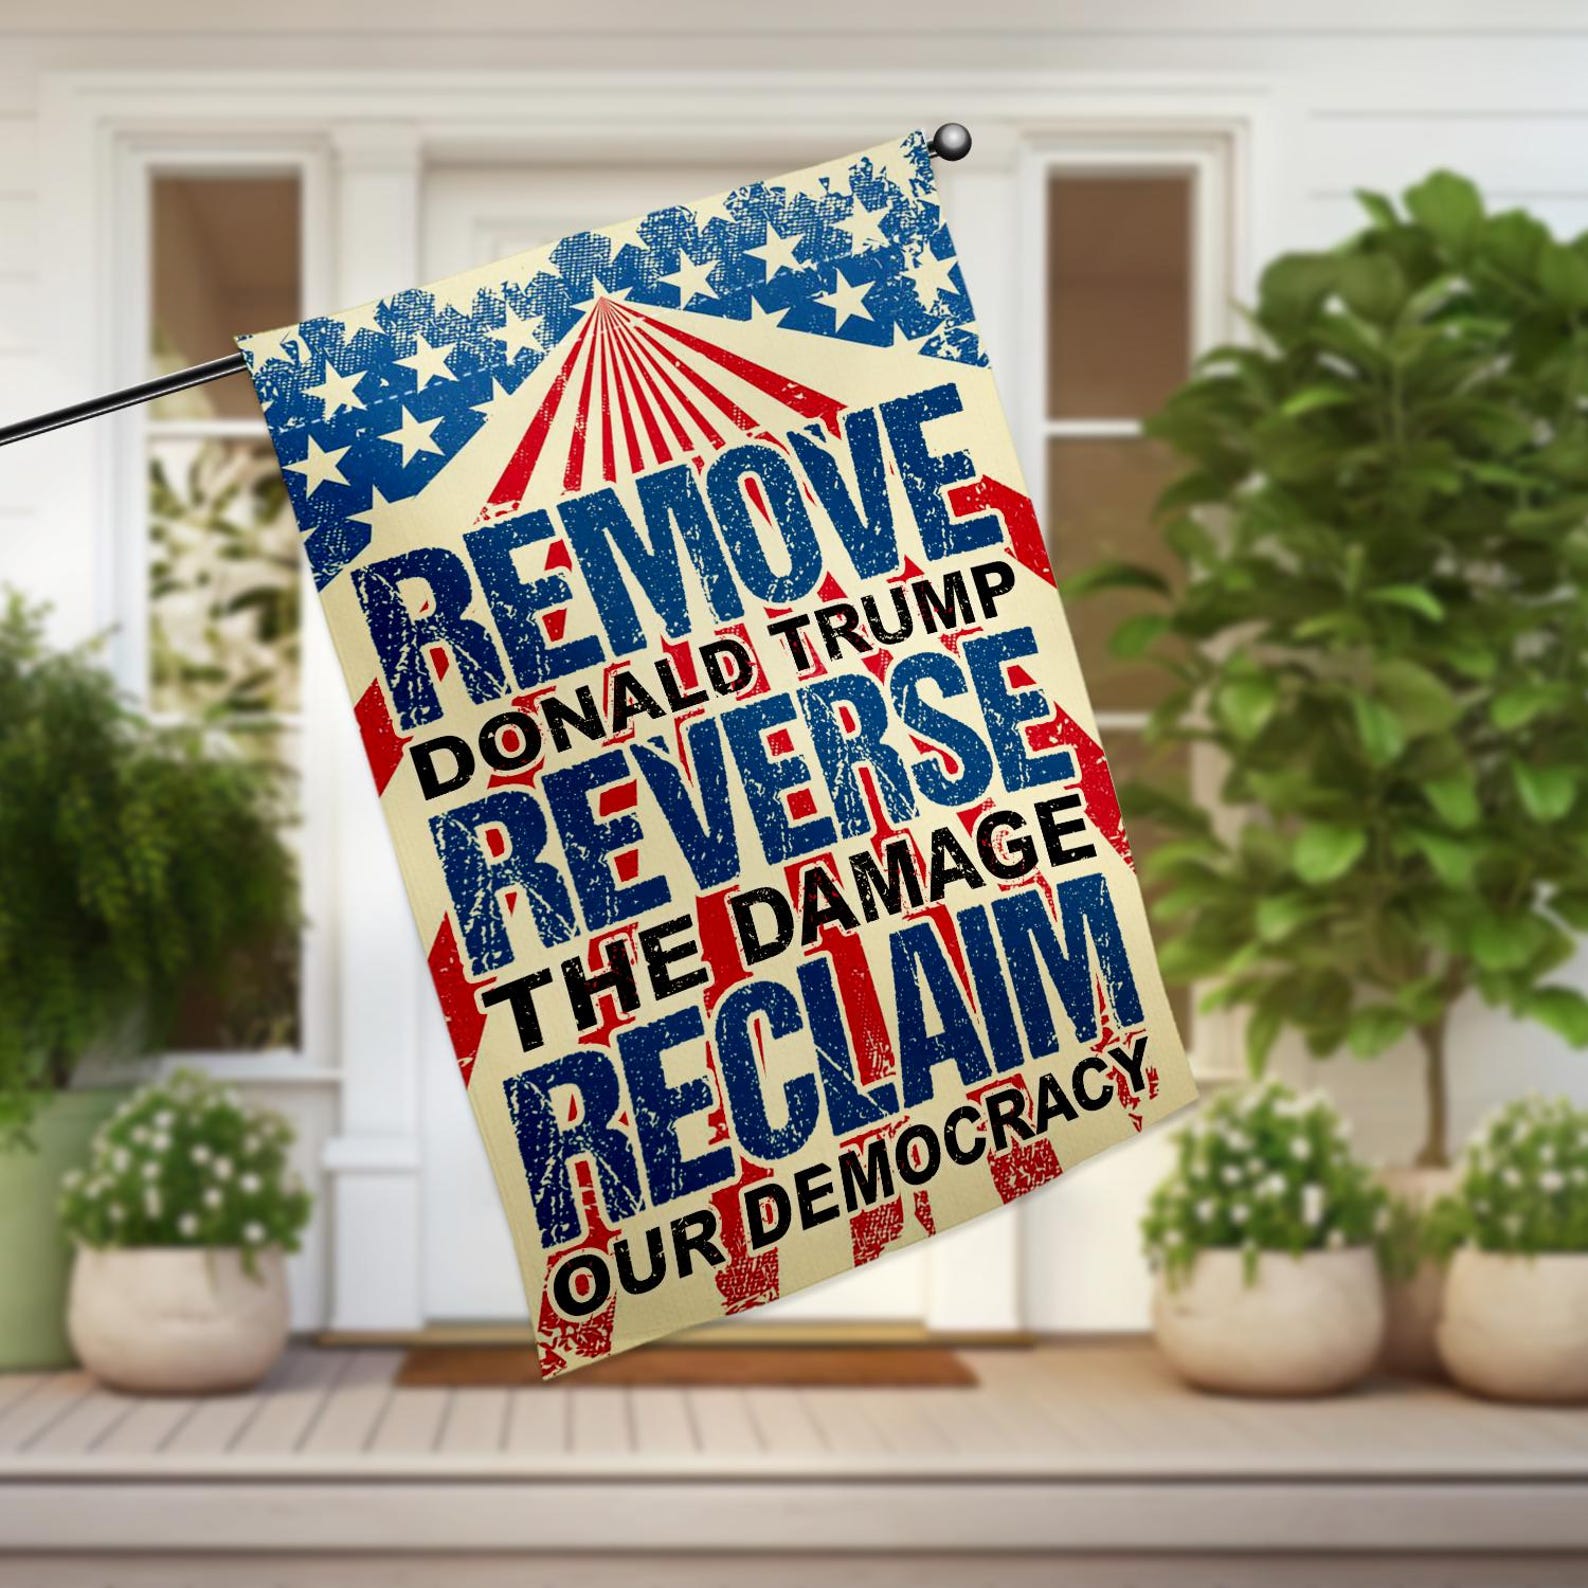 REMOVE
DONALD TRUMP
REVERSE
THE DAMAGE
RECLAIM
OUR DEMOCRACY